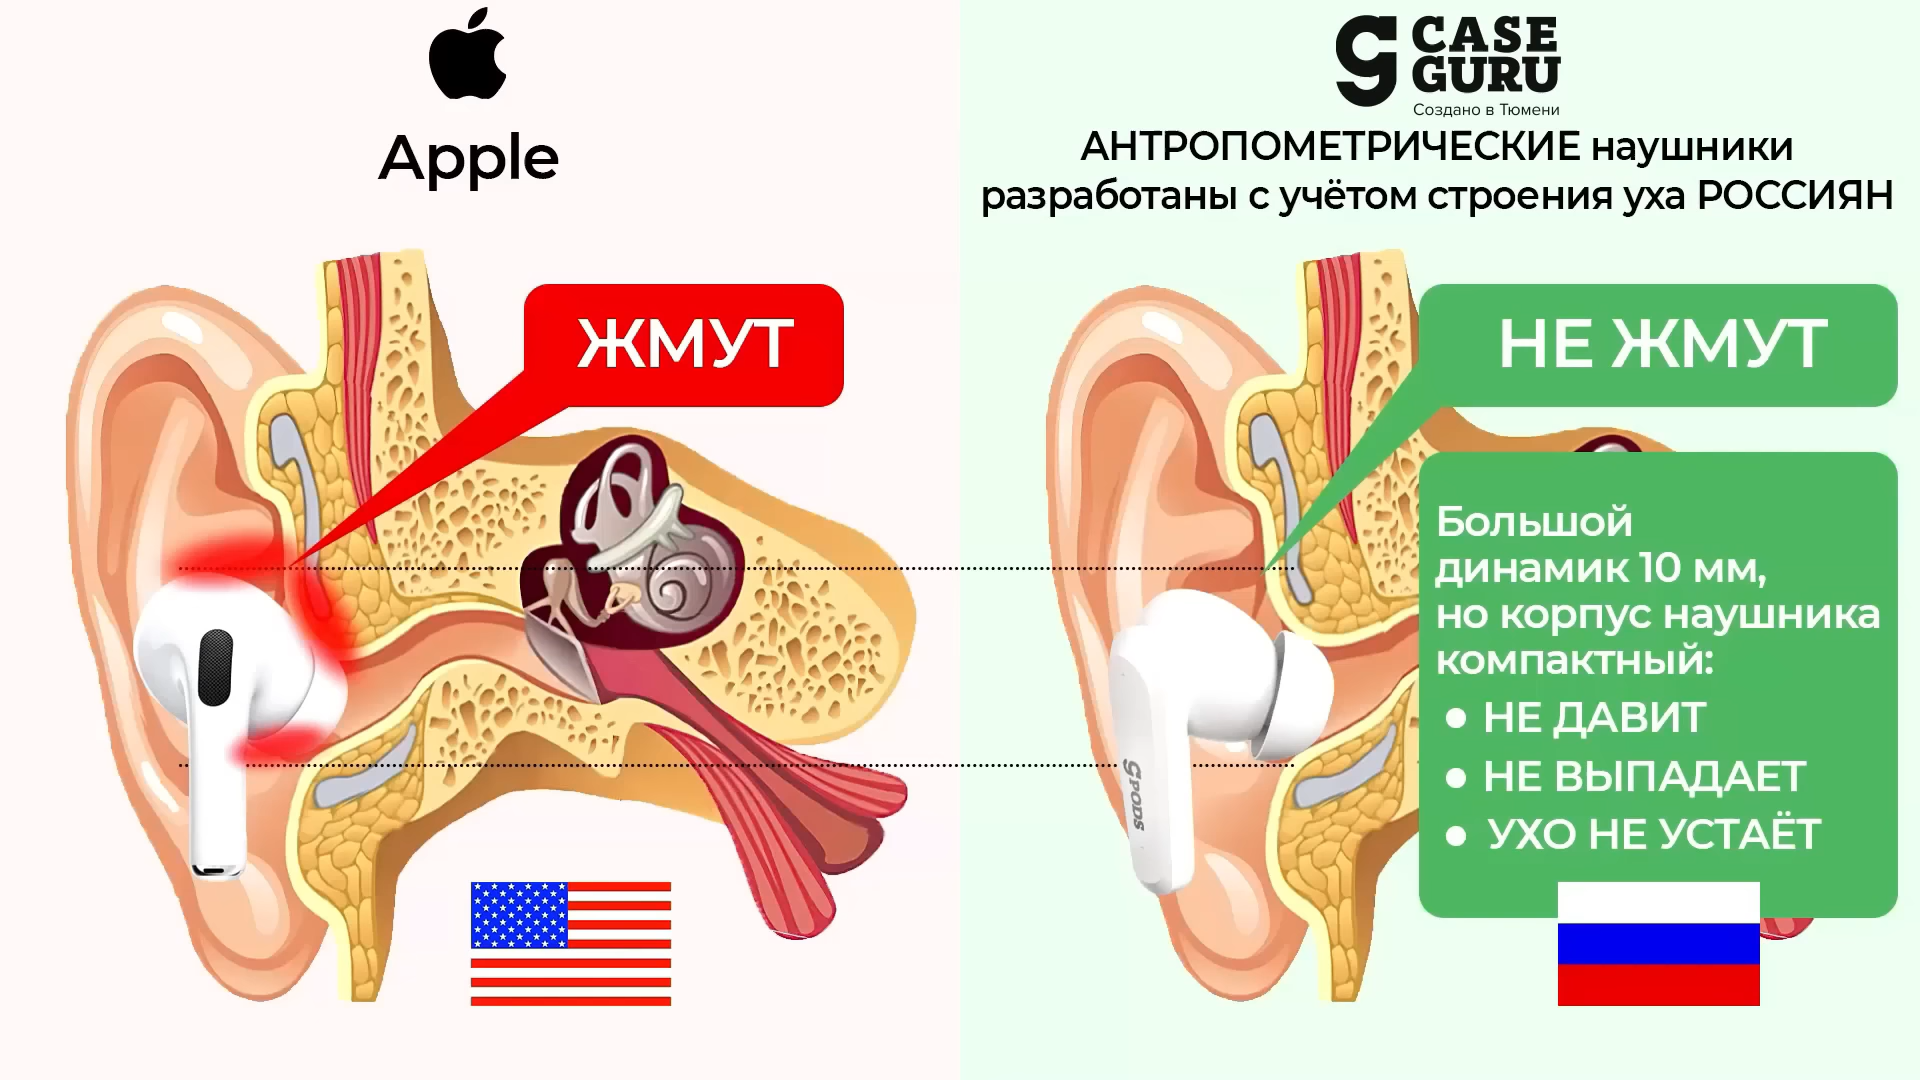 Apple
ЖМУТ
CASE
GURU
Создано в Тюмени
АНТРОПОМЕТРИЧЕСКИЕ наушники
разработаны с учётом строения уха РОССИЯН
НЕ ЖМУТ
Большой
динамик 10 мм,
но корпус наушника
компактный:
● НЕ ДАВИТ
● НЕ ВЫПАДАЕТ
● УХО НЕ УСТАЁТ
gPODS